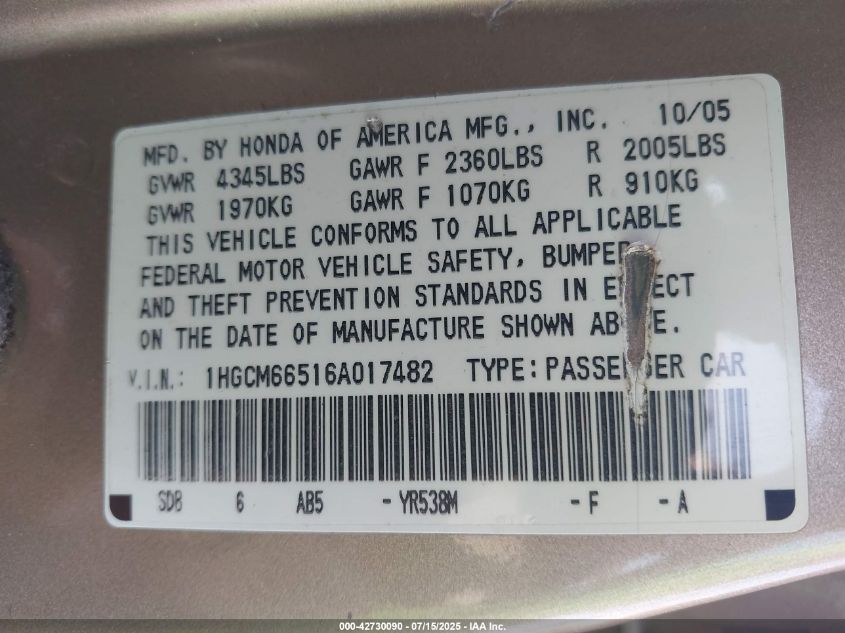 MFD. BY HONDA OF AMERICA MFG., INC. 10/05
GVWR 4345LBS GAWR F 2360LBS R 2005LBS
GVWR 1970KG GAWR F 1070KG R 910KG
THIS VEHICLE CONFORMS TO ALL APPLICABLE
FEDERAL MOTOR VEHICLE SAFETY, BUMPER
AND THEFT PREVENTION STANDARDS IN EFFECT
ON THE DATE OF MANUFACTURE SHOWN ABOVE.
V.I.N.: 1HGCM66516A017482 TYPE:PASSENGER CAR
SDB 6 AB5 -YR538M -F -A
000-42730090 - 07/15/2025 - IAA Inc.